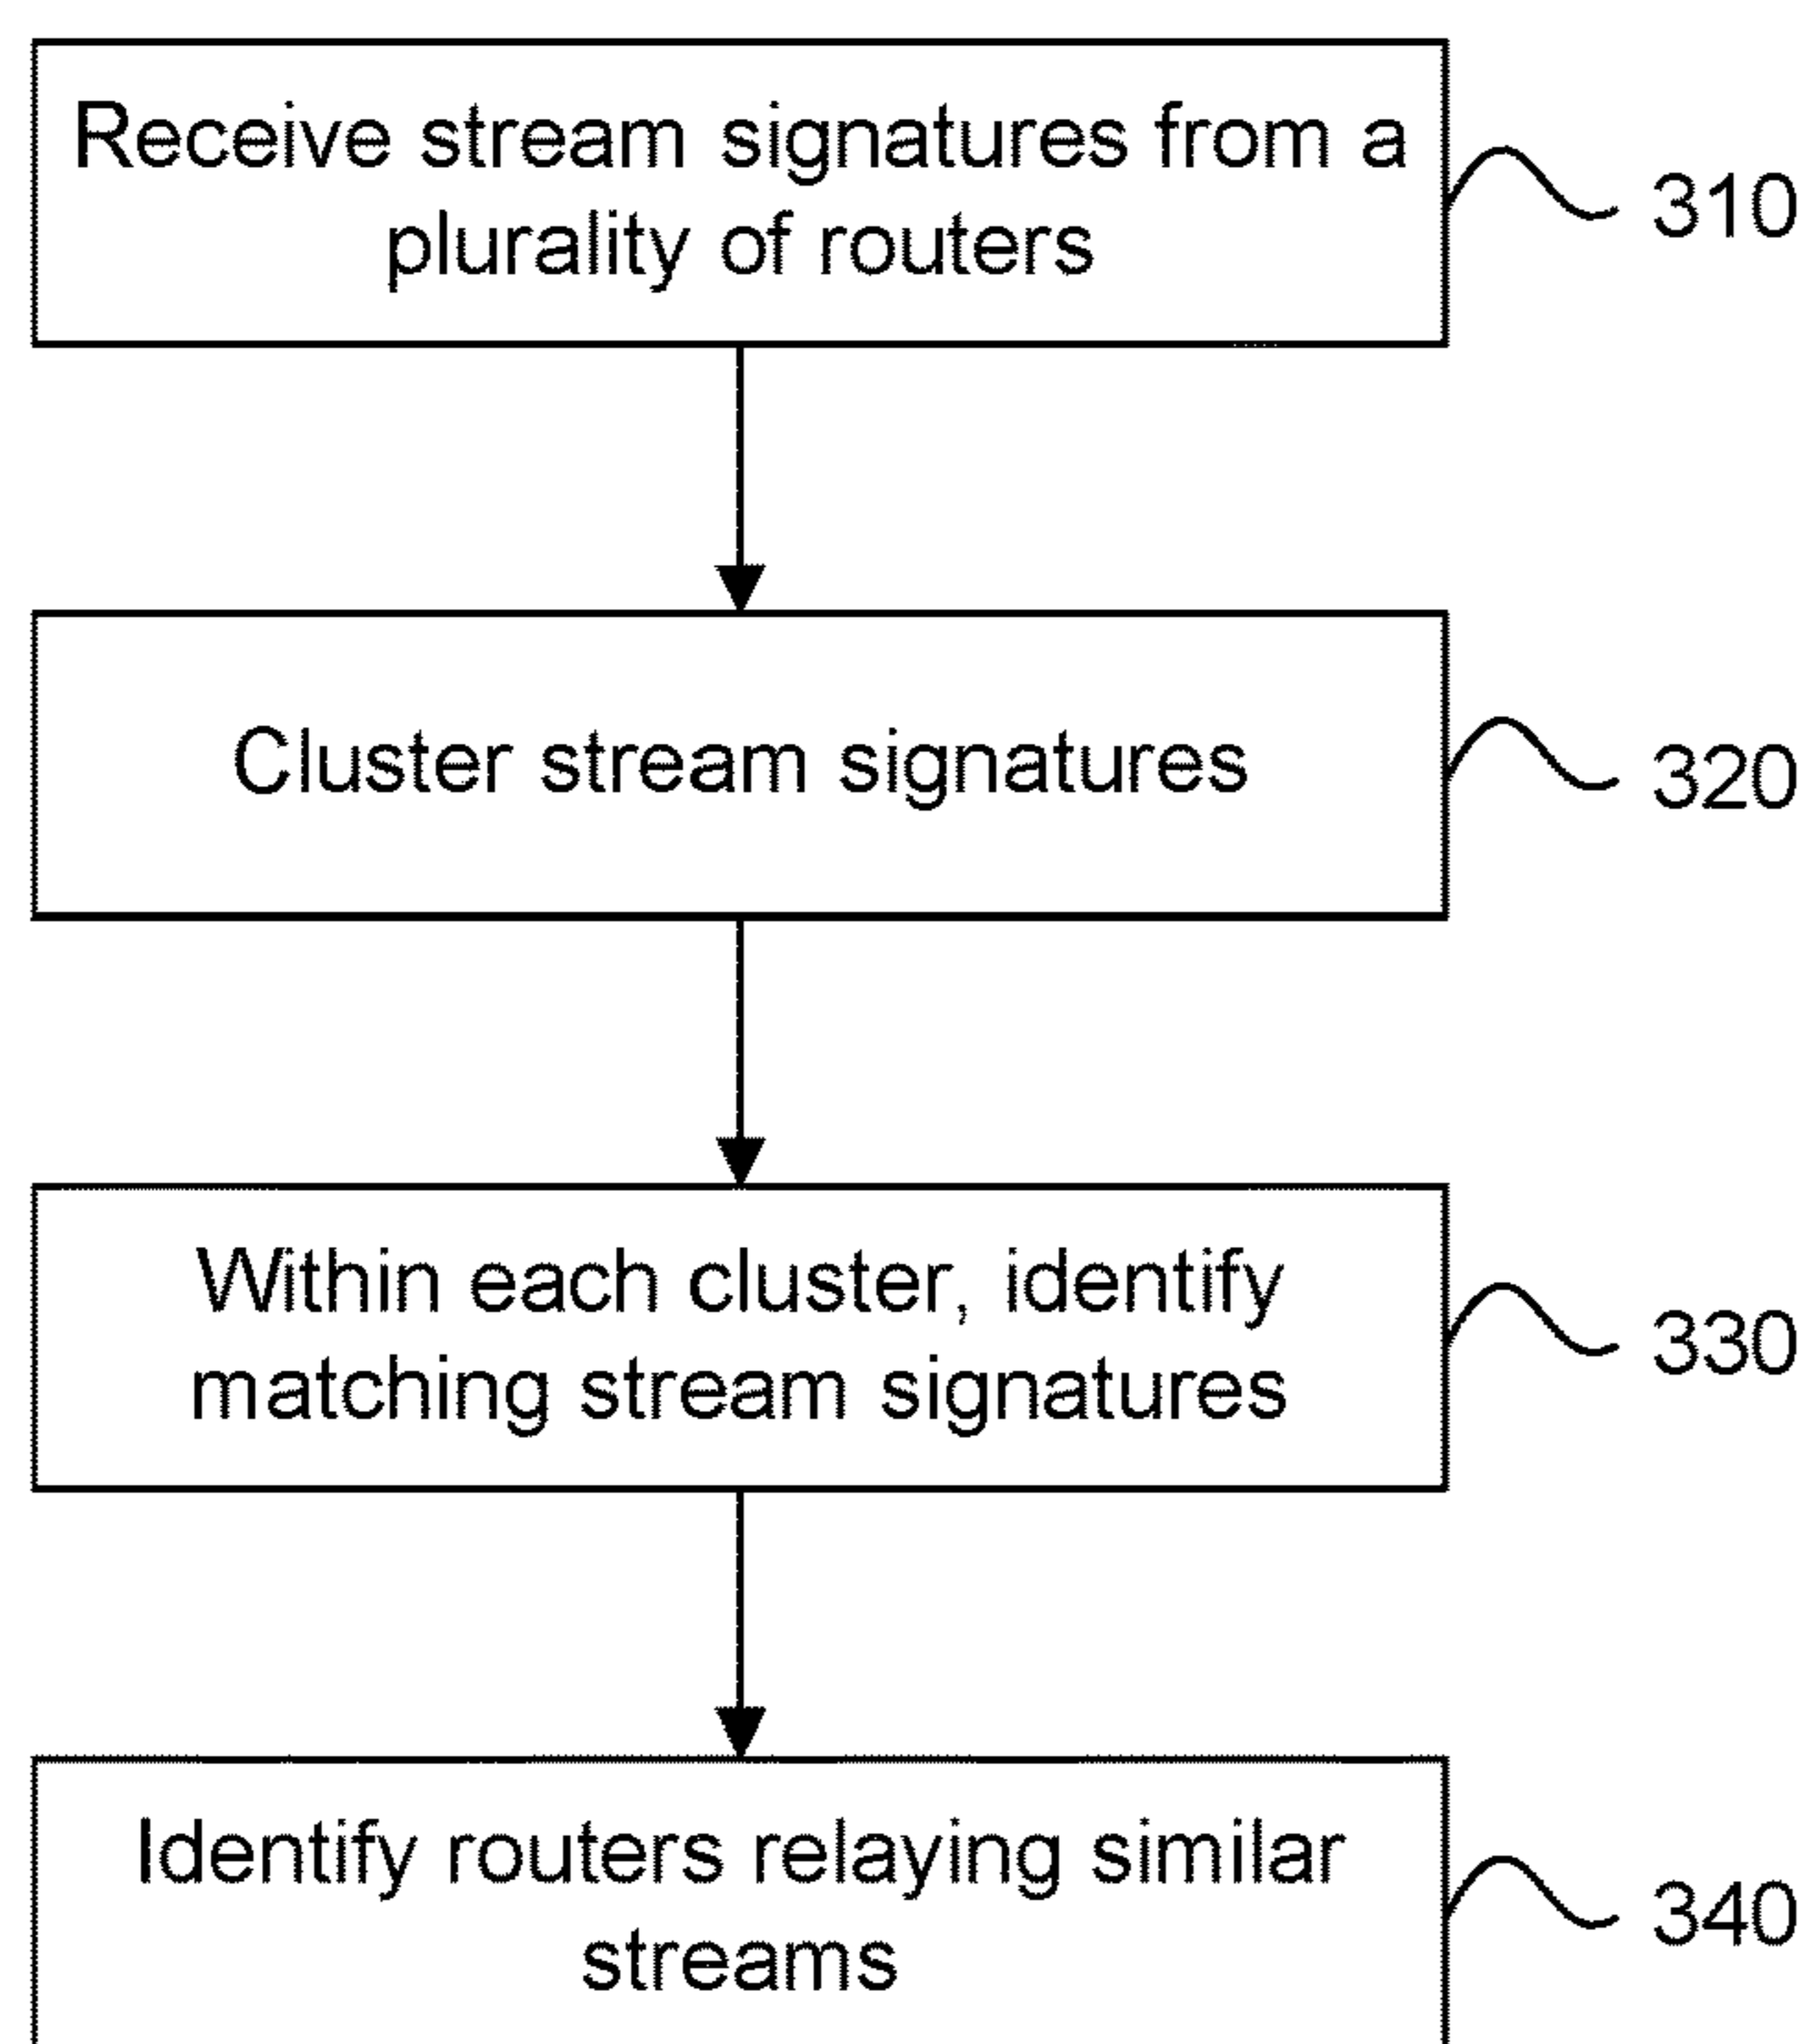 Receive stream signatures from a
plurality of routers
310
Cluster stream signatures
320
Within each cluster, identify
matching stream signatures
330
Identify routers relaying similar
streams
340